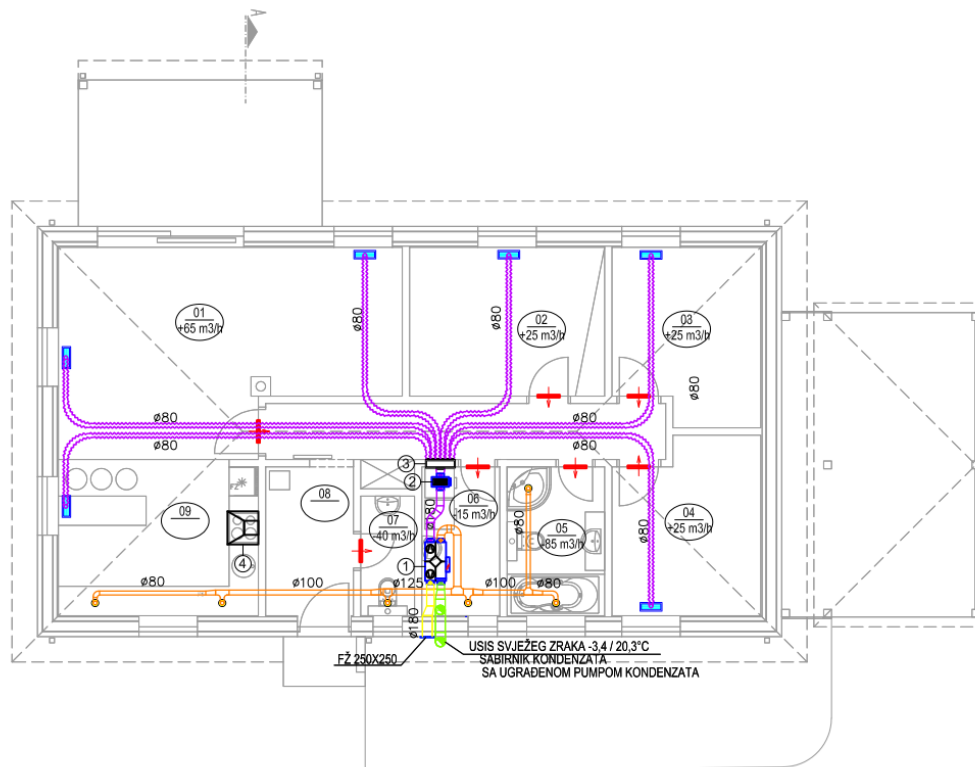 A
01
+65 m3/h
ø80
ø80
02
+25 m3/h
ø80
03
+25 m3/h
ø80
ø80
ø80
ø80
ø80
3
2
09
08
07
-40 m3/h
ø180
06
-15 m3/h
ø80
05
-85 m3/h
04
+25 m3/h
ø80
4
1
ø80
ø100
ø125
ø100
ø80
ø180
FŽ 250X250
USIS SVJEŽEG ZRAKA -3,4 / 20,3°C
SABIRNIK KONDENZATA
SA UGRAĐENOM PUMPOM KONDENZATA